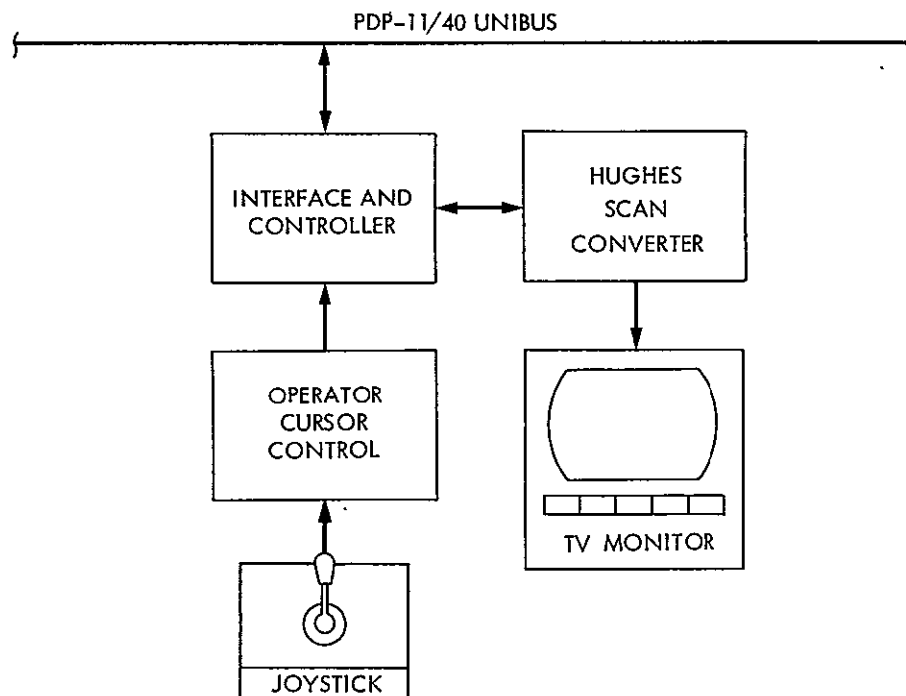 PDP-11/40 UNIBUS
INTERFACE AND
CONTROLLER
HUGHES
SCAN
CONVERTER
OPERATOR
CURSOR
CONTROL
TV MONITOR
JOYSTICK